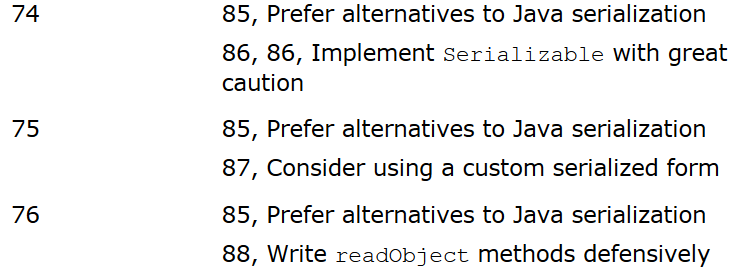 74 85, Prefer alternatives to Java serialization
86, 86, Implement Serializable with great
caution
75 85, Prefer alternatives to Java serialization
87, Consider using a custom serialized form
76 85, Prefer alternatives to Java serialization
88, Write readObject methods defensively